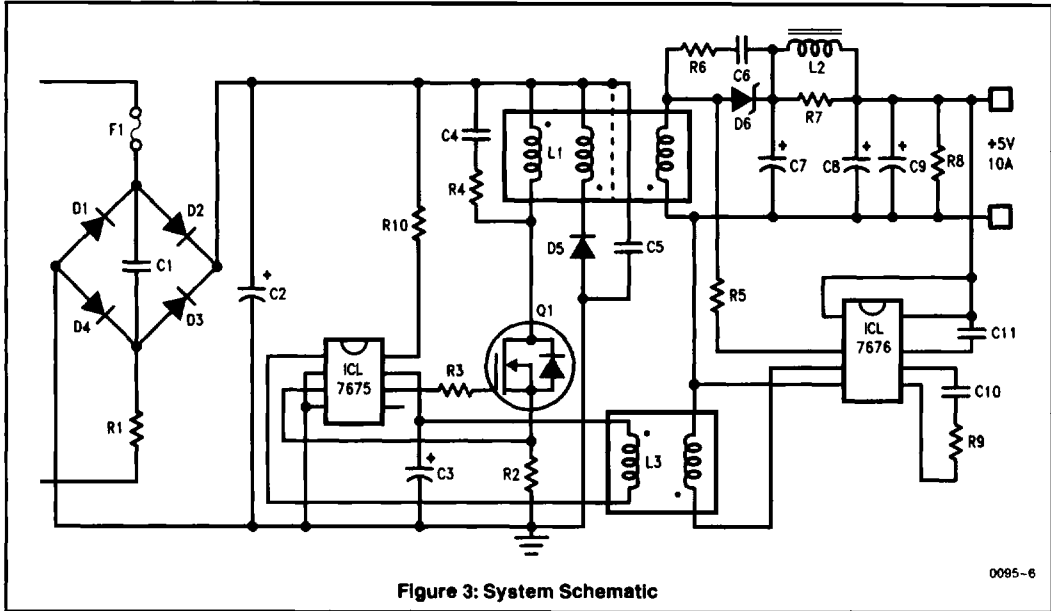 F1
D1
D2
C1
D4
D3
R1
+
C2
R10
C4
R4
L1
D5
C5
Q1
ICL
7675
R3
+
C3
R2
L3
R6
C6
L2
D6
R7
+
C7
+
C8
+
C9
R8
+5V
10A
R5
ICL
7676
C11
C10
R9
0095-6
Figure 3: System Schematic